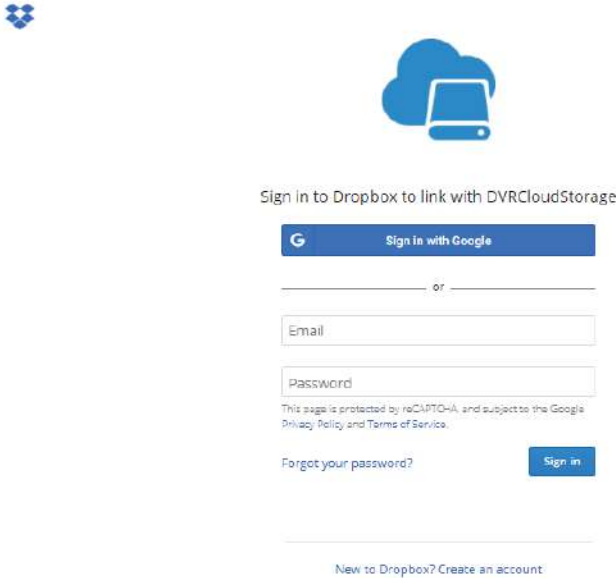 Sign in to Dropbox to link with DVRCloudStorage
G Sign in with Google
or
Email
Password
This page is protected by reCAPTCHA, and subject to the Google
Privacy Policy and Terms of Service.
Forgot your password?
Sign in
New to Dropbox? Create an account